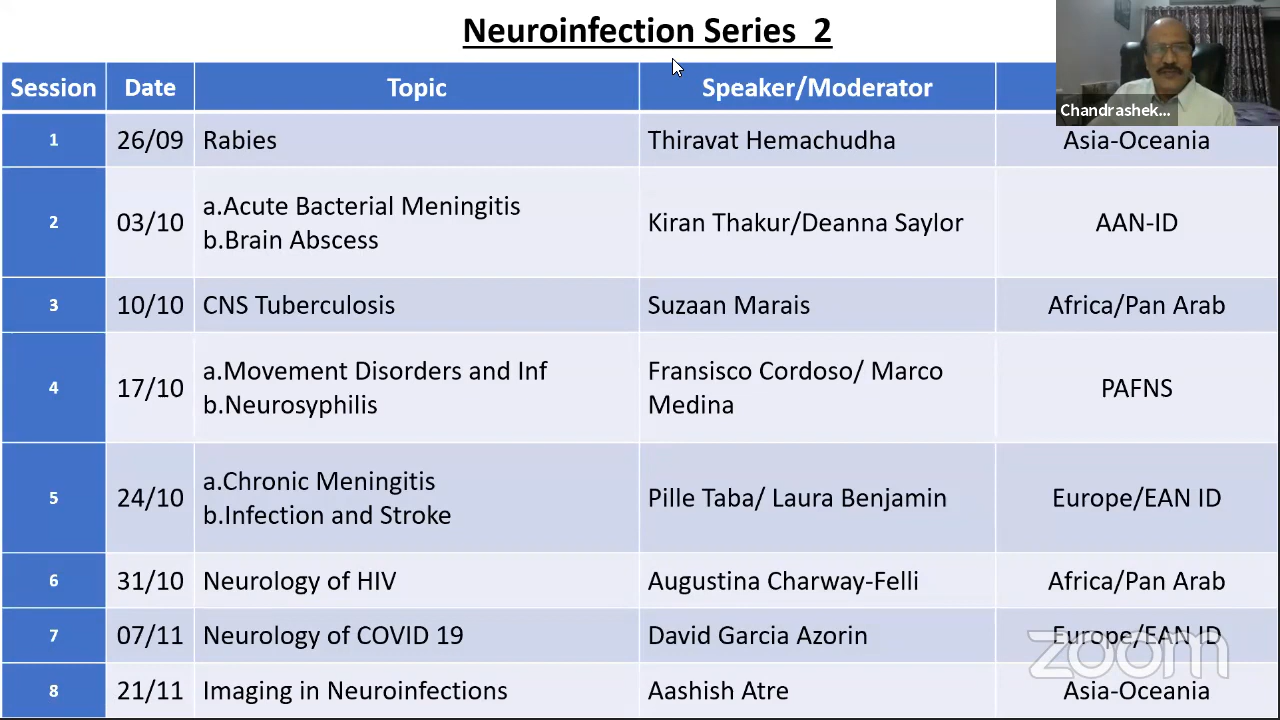 Neuroinfection Series 2
Chandrashek...
Session Date Topic Speaker/Moderator
1 26/09 Rabies Thiravat Hemachudha Asia-Oceania
2 03/10 a.Acute Bacterial Meningitis Kiran Thakur/Deanna Saylor AAN-ID
b.Brain Abscess
3 10/10 CNS Tuberculosis Suzaan Marais Africa/Pan Arab
4 17/10 a.Movement Disorders and Inf Fransisco Cordoso/ Marco PAFNS
b.Neurosyphilis Medina
5 24/10 a.Chronic Meningitis Pille Taba/ Laura Benjamin Europe/EAN ID
b.Infection and Stroke
6 31/10 Neurology of HIV Augustina Charway-Felli Africa/Pan Arab
7 07/11 Neurology of COVID 19 David Garcia Azorin Europe/EAN ID
zoom
8 21/11 Imaging in Neuroinfections Aashish Atre Asia-Oceania